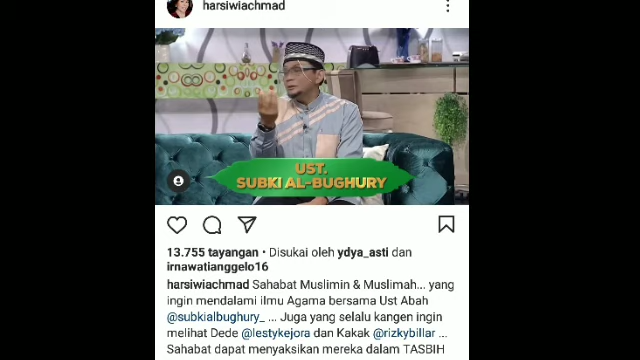 harsiwiachmad
UST.
SUBKI AL-BUGHURY
13.755 tayangan • Disukai oleh ydya_asti dan
irnawatianggelo16
harsiwiachmad Sahabat Muslimin & Muslimah... yang
ingin mendalami ilmu Agama bersama Ust Abah
@subkialbughury_ ... Juga yang selalu kangen ingin
melihat Dede @lestykejora dan Kakak @rizkybillar ...
Sahabat dapat menyaksikan mereka dalam TASBIH